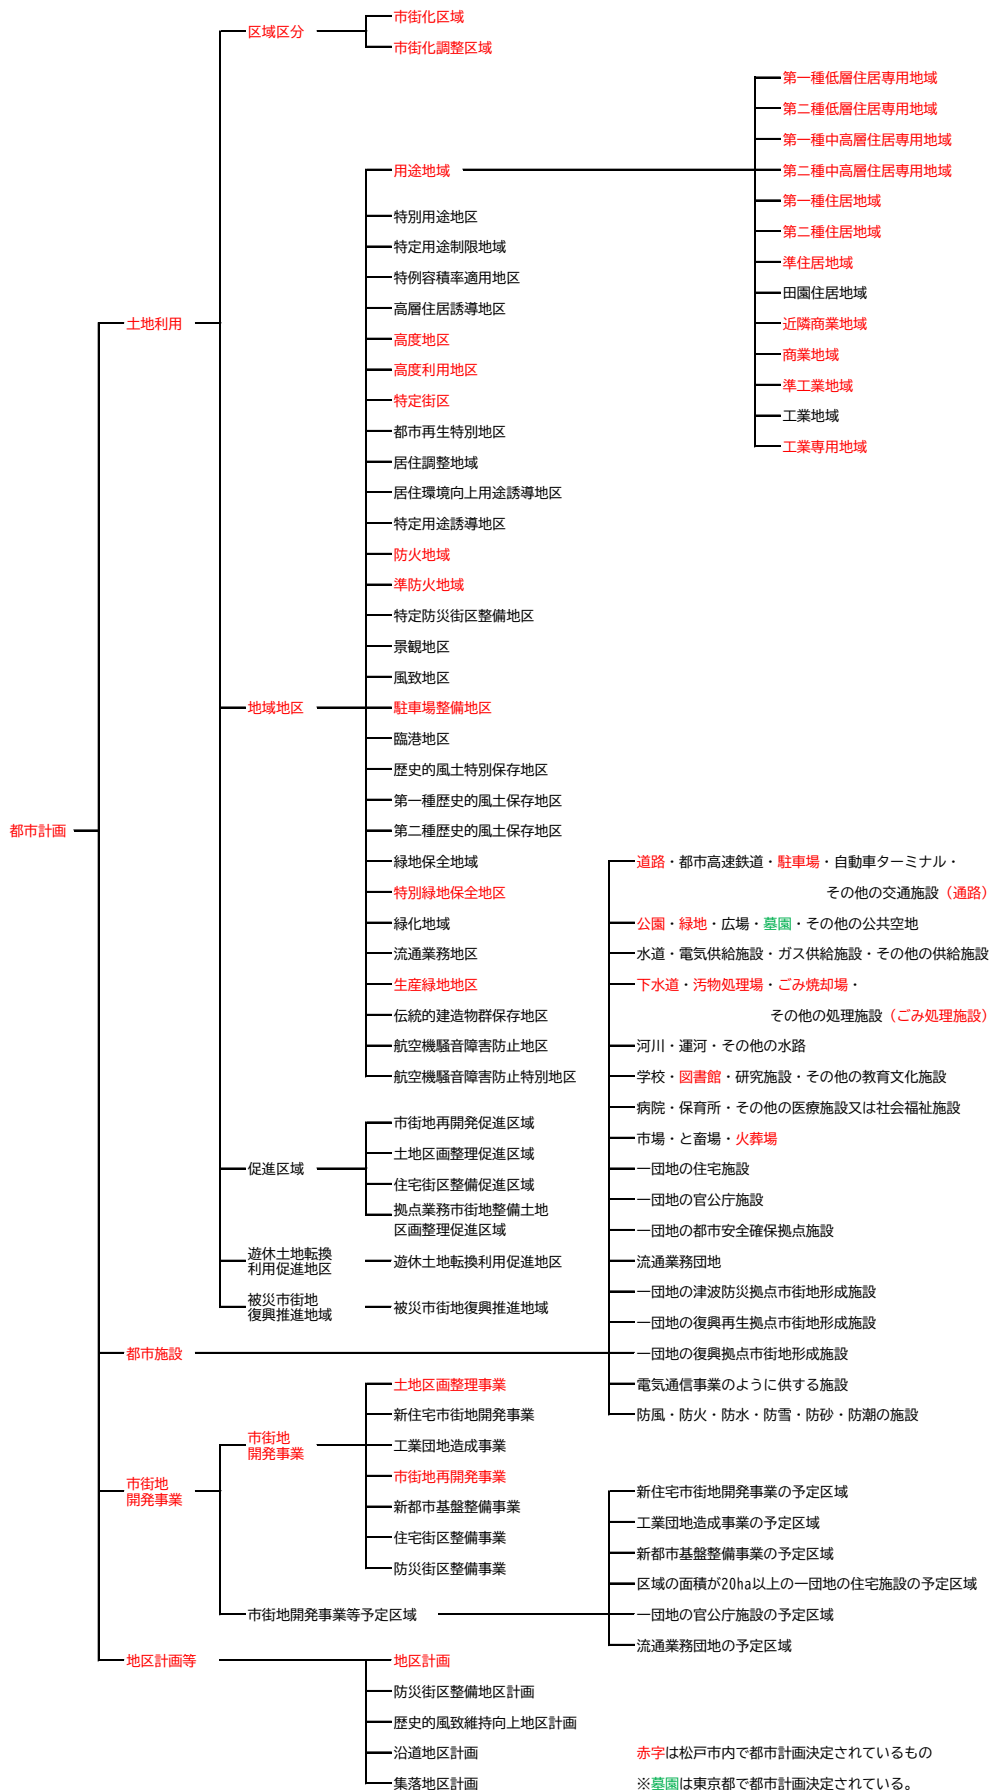 都市計画
土地利用
区域区分
市街化区域
市街化調整区域
地域地区
用途地域
第一種低層住居専用地域
第二種低層住居専用地域
第一種中高層住居専用地域
第二種中高層住居専用地域
第一種住居地域
第二種住居地域
準住居地域
田園住居地域
近隣商業地域
商業地域
準工業地域
工業地域
工業専用地域
特別用途地区
特定用途制限地域
特例容積率適用地区
高層住居誘導地区
高度地区
高度利用地区
特定街区
都市再生特別地区
居住調整地域
居住環境向上用途誘導地区
特定用途誘導地区
防火地域
準防火地域
特定防災街区整備地区
景観地区
風致地区
駐車場整備地区
臨港地区
歴史的風土特別保存地区
第一種歴史的風土保存地区
第二種歴史的風土保存地区
緑地保全地域
特別緑地保全地区
緑化地域
流通業務地区
生産緑地地区
伝統的建造物群保存地区
航空機騒音障害防止地区
航空機騒音障害防止特別地区
促進区域
市街地再開発促進区域
土地区画整理促進区域
住宅街区整備促進区域
拠点業務市街地整備土地
区画整理促進区域
遊休土地転換
利用促進地区
遊休土地転換利用促進地区
被災市街地
復興推進地域
被災市街地復興推進地域
都市施設
道路・都市高速鉄道・駐車場・自動車ターミナル・
その他の交通施設（通路）
公園・緑地・広場・墓園・その他の公共空地
水道・電気供給施設・ガス供給施設・その他の供給施設
下水道・汚物処理場・ごみ焼却場・
その他の処理施設（ごみ処理施設）
河川・運河・その他の水路
学校・図書館・研究施設・その他の教育文化施設
病院・保育所・その他の医療施設又は社会福祉施設
市場・と畜場・火葬場
一団地の住宅施設
一団地の官公庁施設
一団地の都市安全確保拠点施設
流通業務団地
一団地の津波防災拠点市街地形成施設
一団地の復興再生拠点市街地形成施設
一団地の復興拠点市街地形成施設
電気通信事業のように供する施設
防風・防火・防水・防雪・防砂・防潮の施設
市街地
開発事業
市街地
開発事業
土地区画整理事業
新住宅市街地開発事業
工業団地造成事業
市街地再開発事業
新都市基盤整備事業
住宅街区整備事業
防災街区整備事業
市街地開発事業等予定区域
新住宅市街地開発事業の予定区域
工業団地造成事業の予定区域
新都市基盤整備事業の予定区域
区域の面積が20ha以上の一団地の住宅施設の予定区域
一団地の官公庁施設の予定区域
流通業務団地の予定区域
地区計画等
地区計画
防災街区整備地区計画
歴史的風致維持向上地区計画
沿道地区計画
集落地区計画
赤字は松戸市内で都市計画決定されているもの
※墓園は東京都で都市計画決定されている。